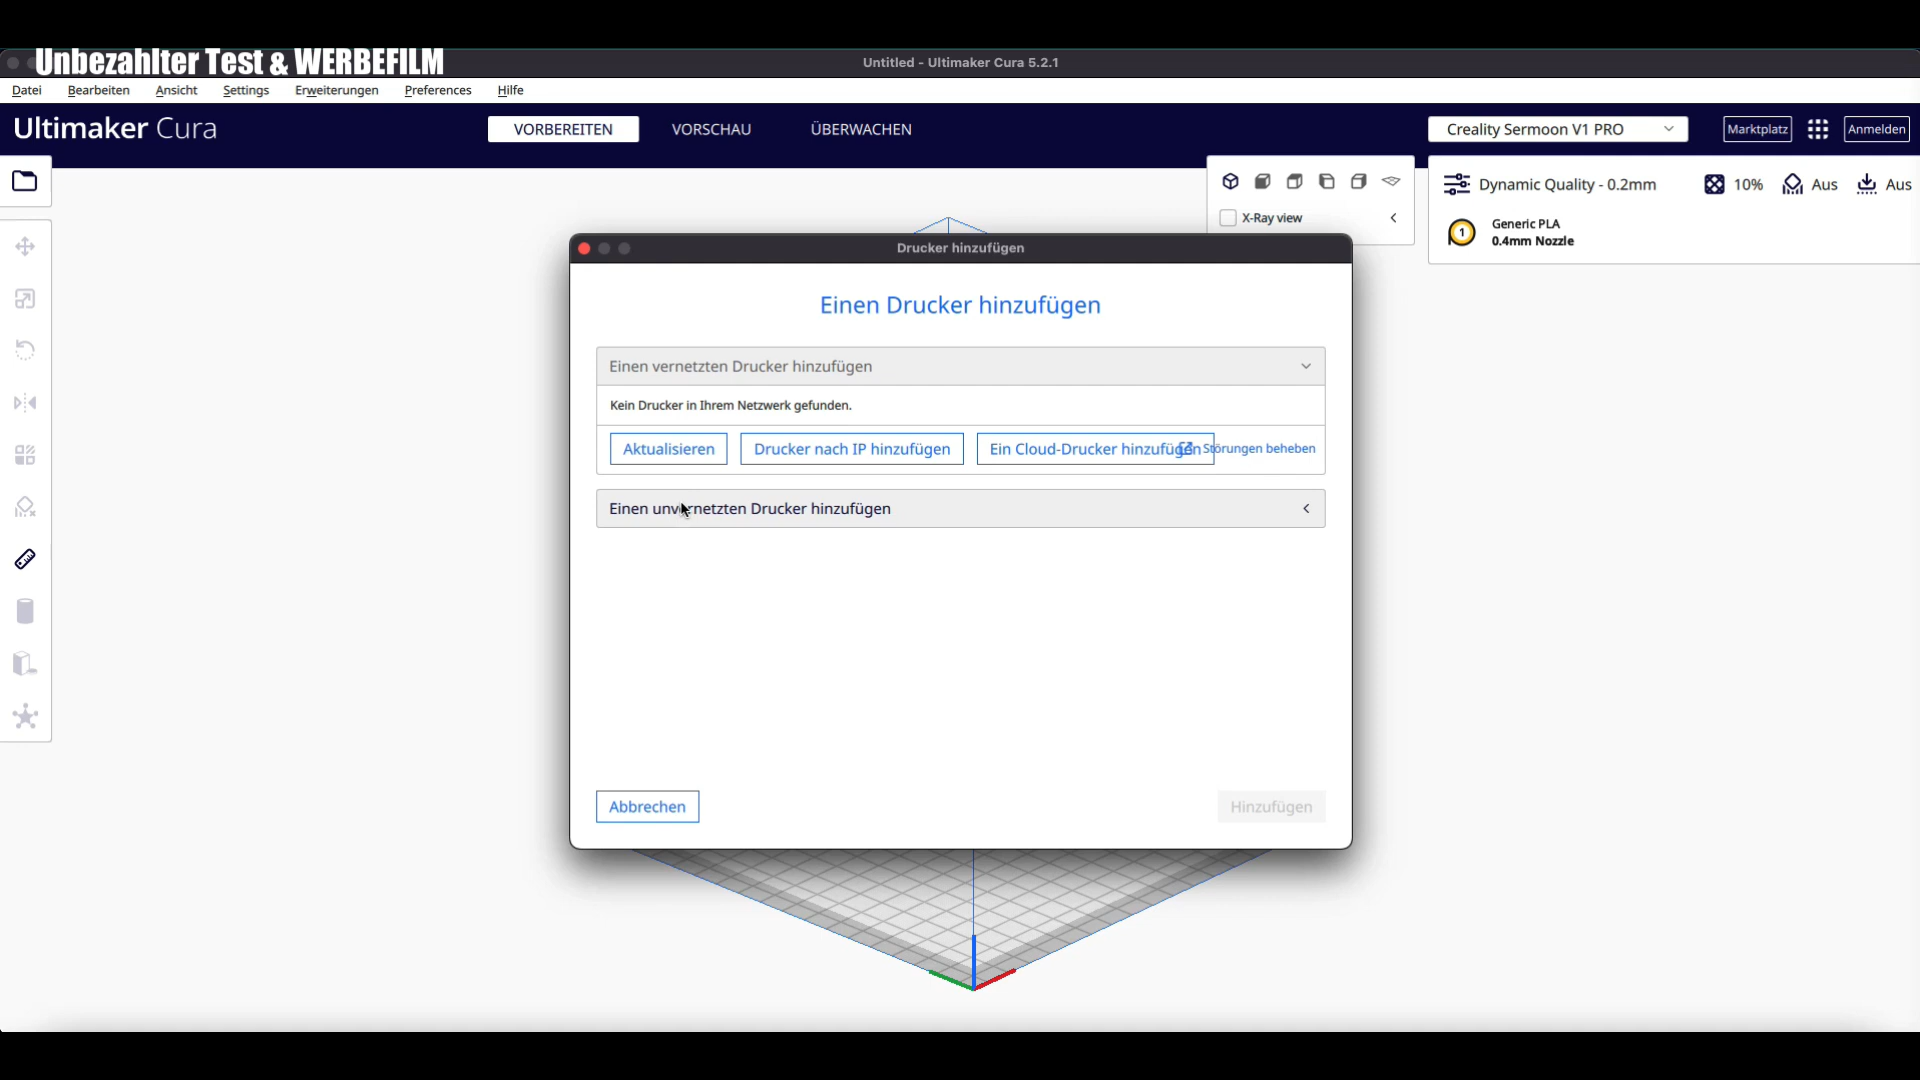 Unbezahlter Test & WERBEFILM
Untitled - Ultimaker Cura 5.2.1
Datei Bearbeiten Ansicht Settings Erweiterungen Preferences Hilfe
Ultimaker Cura
VORBEREITEN VORSCHAU ÜBERWACHEN
Creality Sermoon V1 PRO
Marktplatz
Anmelden
Dynamic Quality - 0.2mm
10%
Aus
Aus
X-Ray view
1
Generic PLA
0.4mm Nozzle
Drucker hinzufügen
Einen Drucker hinzufügen
Einen vernetzten Drucker hinzufügen
Kein Drucker in Ihrem Netzwerk gefunden.
Aktualisieren
Drucker nach IP hinzufügen
Ein Cloud-Drucker hinzufügen
Störungen beheben
Einen unvernetzten Drucker hinzufügen
Abbrechen
Hinzufügen